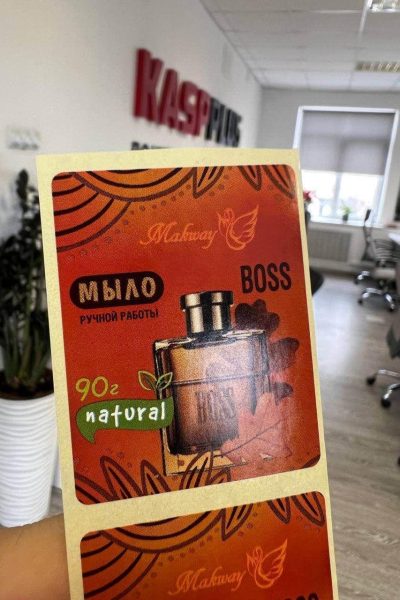 KASPPLUS
Makway
МЫЛО
РУЧНОЙ РАБОТЫ
BOSS
90г
natural
BOSS
Makway